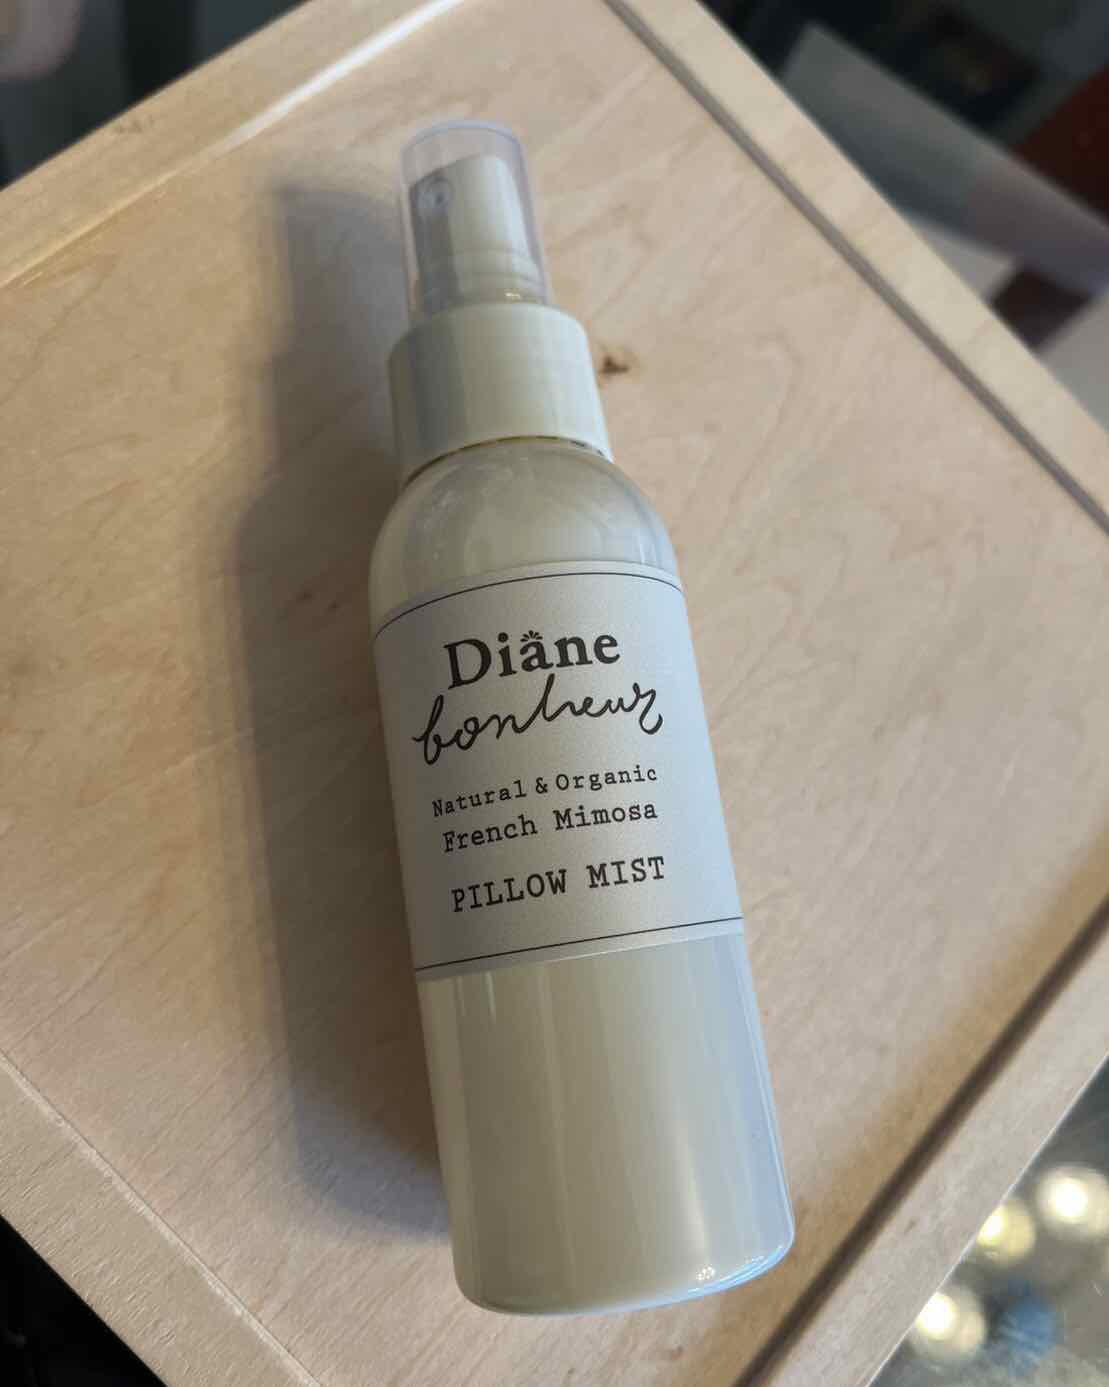 Diane
bonheur
Natural & Organic
French Mimosa
PILLOW MIST